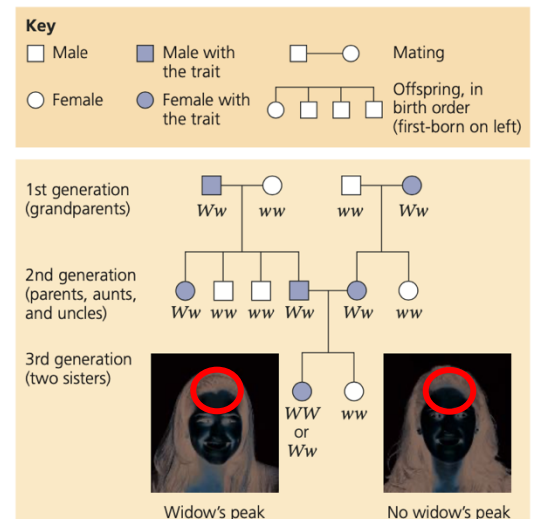 Key
Male
Male with
the trait
Mating
Female
Female with
the trait
Offspring, in
birth order
(first-born on left)
1st generation
(grandparents)
Ww
ww
ww
Ww
2nd generation
(parents, aunts,
and uncles)
Ww ww ww Ww
Ww
ww
3rd generation
(two sisters)
WW
or
Ww
ww
Widow's peak
No widow's peak